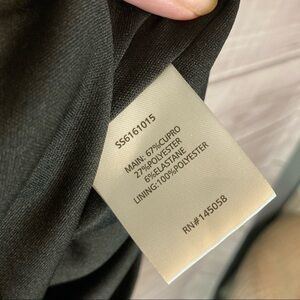 SS6161015
MAIN: 67%CUPRO
27%POLYESTER
6%ELASTANE
LINING:100%POLYESTER
RN#145058